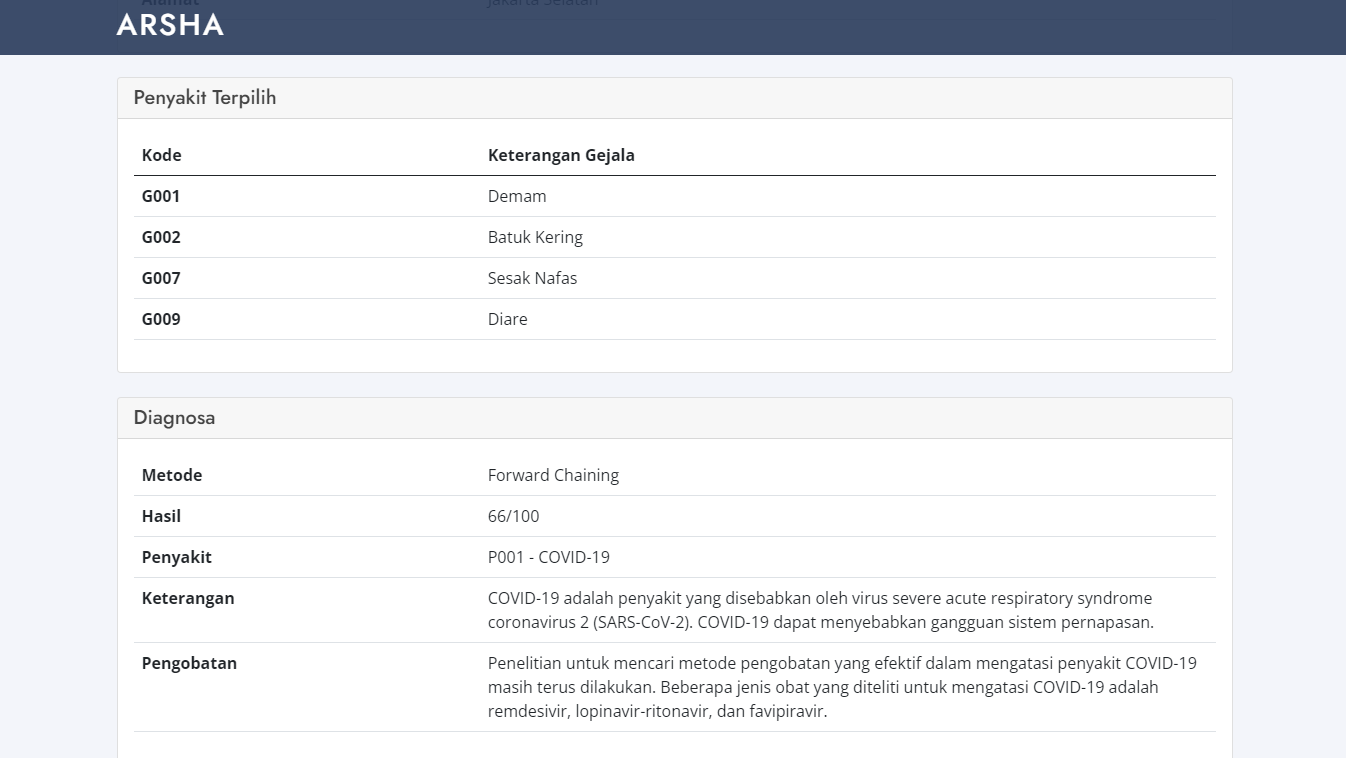 Alamat Jakarta Selatan
ARSHA
Penyakit Terpilih
Kode Keterangan Gejala
G001 Demam
G002 Batuk Kering
G007 Sesak Nafas
G009 Diare
Diagnosa
Metode Forward Chaining
Hasil 66/100
Penyakit P001 - COVID-19
Keterangan COVID-19 adalah penyakit yang disebabkan oleh virus severe acute respiratory syndrome
coronavirus 2 (SARS-CoV-2). COVID-19 dapat menyebabkan gangguan sistem pernapasan.
Pengobatan Penelitian untuk mencari metode pengobatan yang efektif dalam mengatasi penyakit COVID-19
masih terus dilakukan. Beberapa jenis obat yang diteliti untuk mengatasi COVID-19 adalah
remdesivir, lopinavir-ritonavir, dan favipiravir.